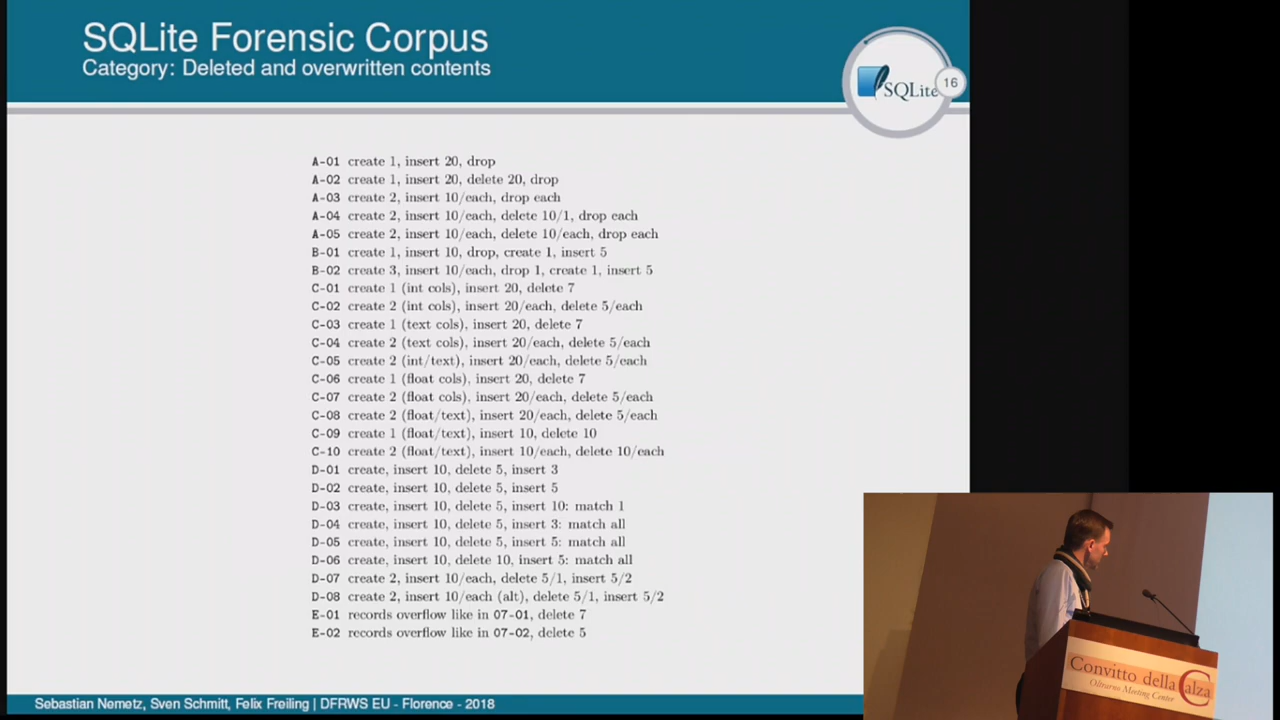 SQLite Forensic Corpus
Category: Deleted and overwritten contents
SQLite
16
A-01 create 1, insert 20, drop
A-02 create 1, insert 20, delete 20, drop
A-03 create 2, insert 10/each, drop each
A-04 create 2, insert 10/each, delete 10/1, drop each
A-05 create 2, insert 10/each, delete 10/each, drop each
B-01 create 1, insert 10, drop, create 1, insert 5
B-02 create 3, insert 10/each, drop 1, create 1, insert 5
C-01 create 1 (int cols), insert 20, delete 7
C-02 create 2 (int cols), insert 20/each, delete 5/each
C-03 create 1 (text cols), insert 20, delete 7
C-04 create 2 (text cols), insert 20/each, delete 5/each
C-05 create 2 (int/text), insert 20/each, delete 5/each
C-06 create 1 (float cols), insert 20, delete 7
C-07 create 2 (float cols), insert 20/each, delete 5/each
C-08 create 2 (float/text), insert 20/each, delete 5/each
C-09 create 1 (float/text), insert 10, delete 10
C-10 create 2 (float/text), insert 10/each, delete 10/each
D-01 create, insert 10, delete 5, insert 3
D-02 create, insert 10, delete 5, insert 5
D-03 create, insert 10, delete 5, insert 10: match 1
D-04 create, insert 10, delete 5, insert 3: match all
D-05 create, insert 10, delete 5, insert 5: match all
D-06 create, insert 10, delete 10, insert 5: match all
D-07 create 2, insert 10/each, delete 5/1, insert 5/2
D-08 create 2, insert 10/each (alt), delete 5/1, insert 5/2
E-01 records overflow like in 07-01, delete 7
E-02 records overflow like in 07-02, delete 5
Sebastian Nemetz, Sven Schmitt, Felix Freiling | DFRWS EU - Florence - 2018
Convitto della Calza
Oltrarno Meeting Center